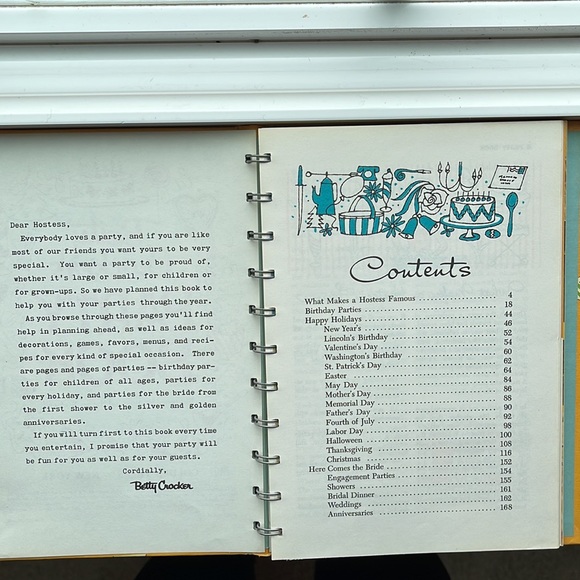 Dear Hostess,
Everybody loves a party, and if you are like
most of our friends you want yours to be very
special. You want a party to be proud of,
whether it's large or small, for children or
for grown-ups. So we have planned this book to
help you with your parties through the year.
As you browse through these pages you'll find
help in planning ahead, as well as ideas for
decorations, games, favors, menus, and reci-
pes for every kind of special occasion. There
are pages and pages of parties -- birthday par-
ties for children of all ages, parties for
every holiday, and parties for the bride from
the first shower to the silver and golden
anniversaries.
If you will turn first to this book every time
you entertain, I promise that your party will
be fun for you as well as for your guests.
Cordially,
Betty Crocker
Contents
What Makes a Hostess Famous 4
Birthday Parties 18
Happy Holidays 44
New Year's 46
Lincoln's Birthday 52
Valentine's Day 54
Washington's Birthday 60
St. Patrick's Day 62
Easter 64
May Day 84
Mother's Day 86
Memorial Day 88
Father's Day 90
Fourth of July 92
Labor Day 98
Halloween 100
Thanksgiving 108
Christmas 116
Here Comes the Bride 152
Engagement Parties 154
Showers 155
Bridal Dinner 161
Weddings 162
Anniversaries 168